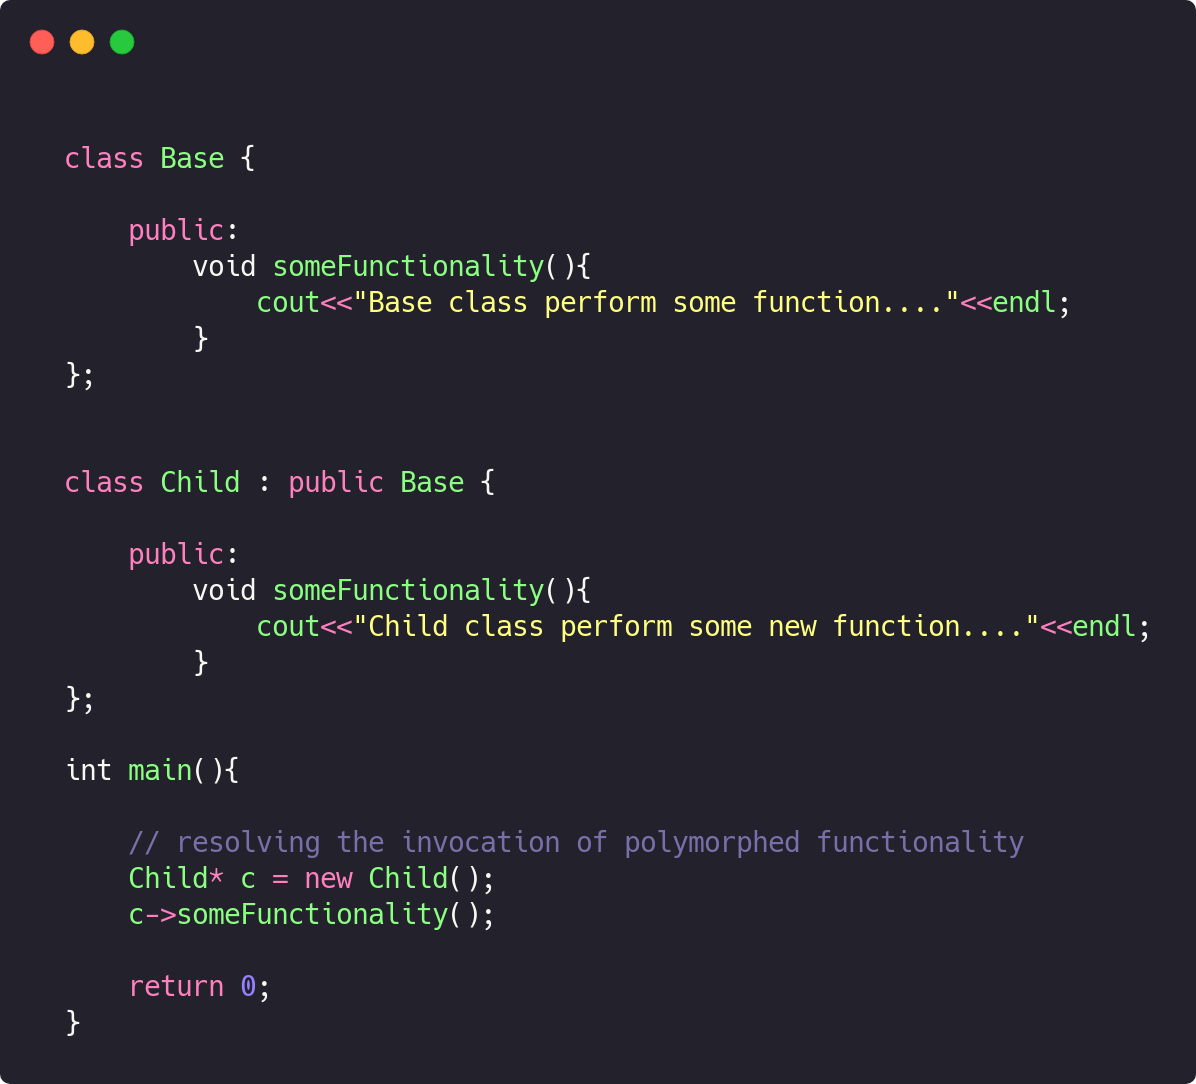 class Base {
    public:
        void someFunctionality(){
            cout<<"Base class perform some function...."<<endl;
        }
};
class Child : public Base {
    public:
        void someFunctionality(){
            cout<<"Child class perform some new function...."<<endl;
        }
};
int main(){
    // resolving the invocation of polymorphed functionality
    Child* c = new Child();
    c->someFunctionality();
    return 0;
}